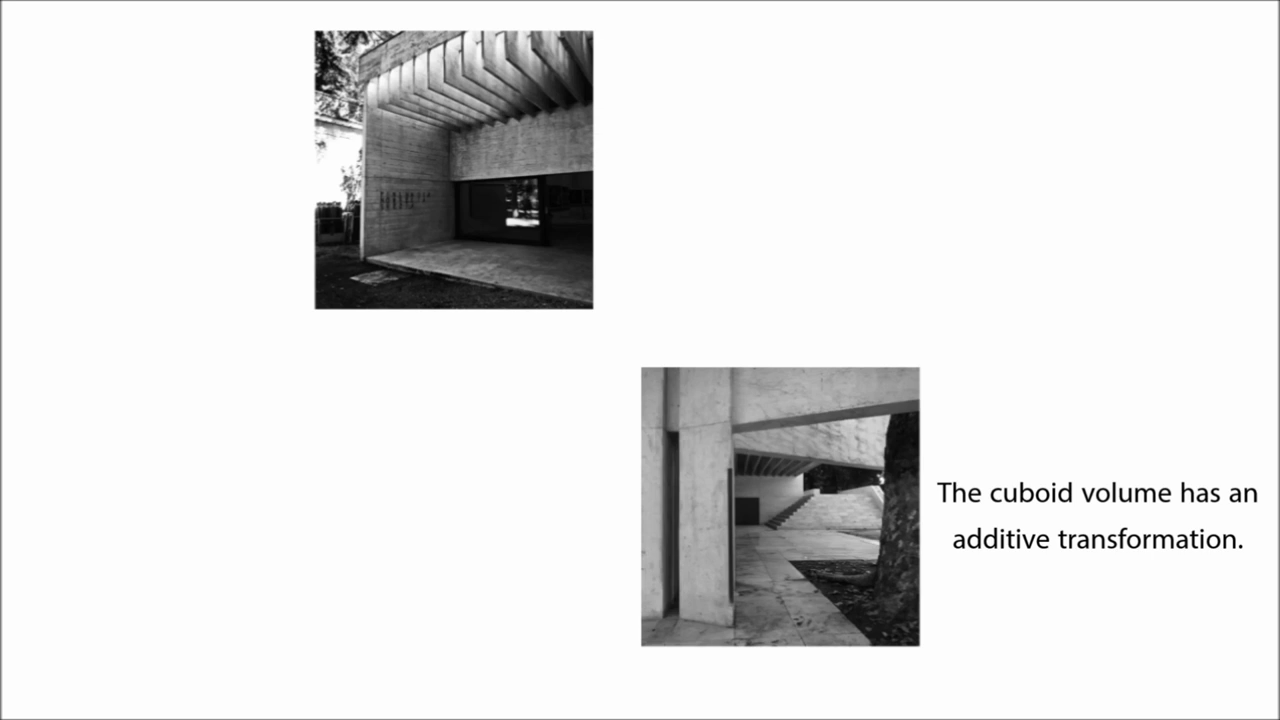 The cuboid volume has an
additive transformation.